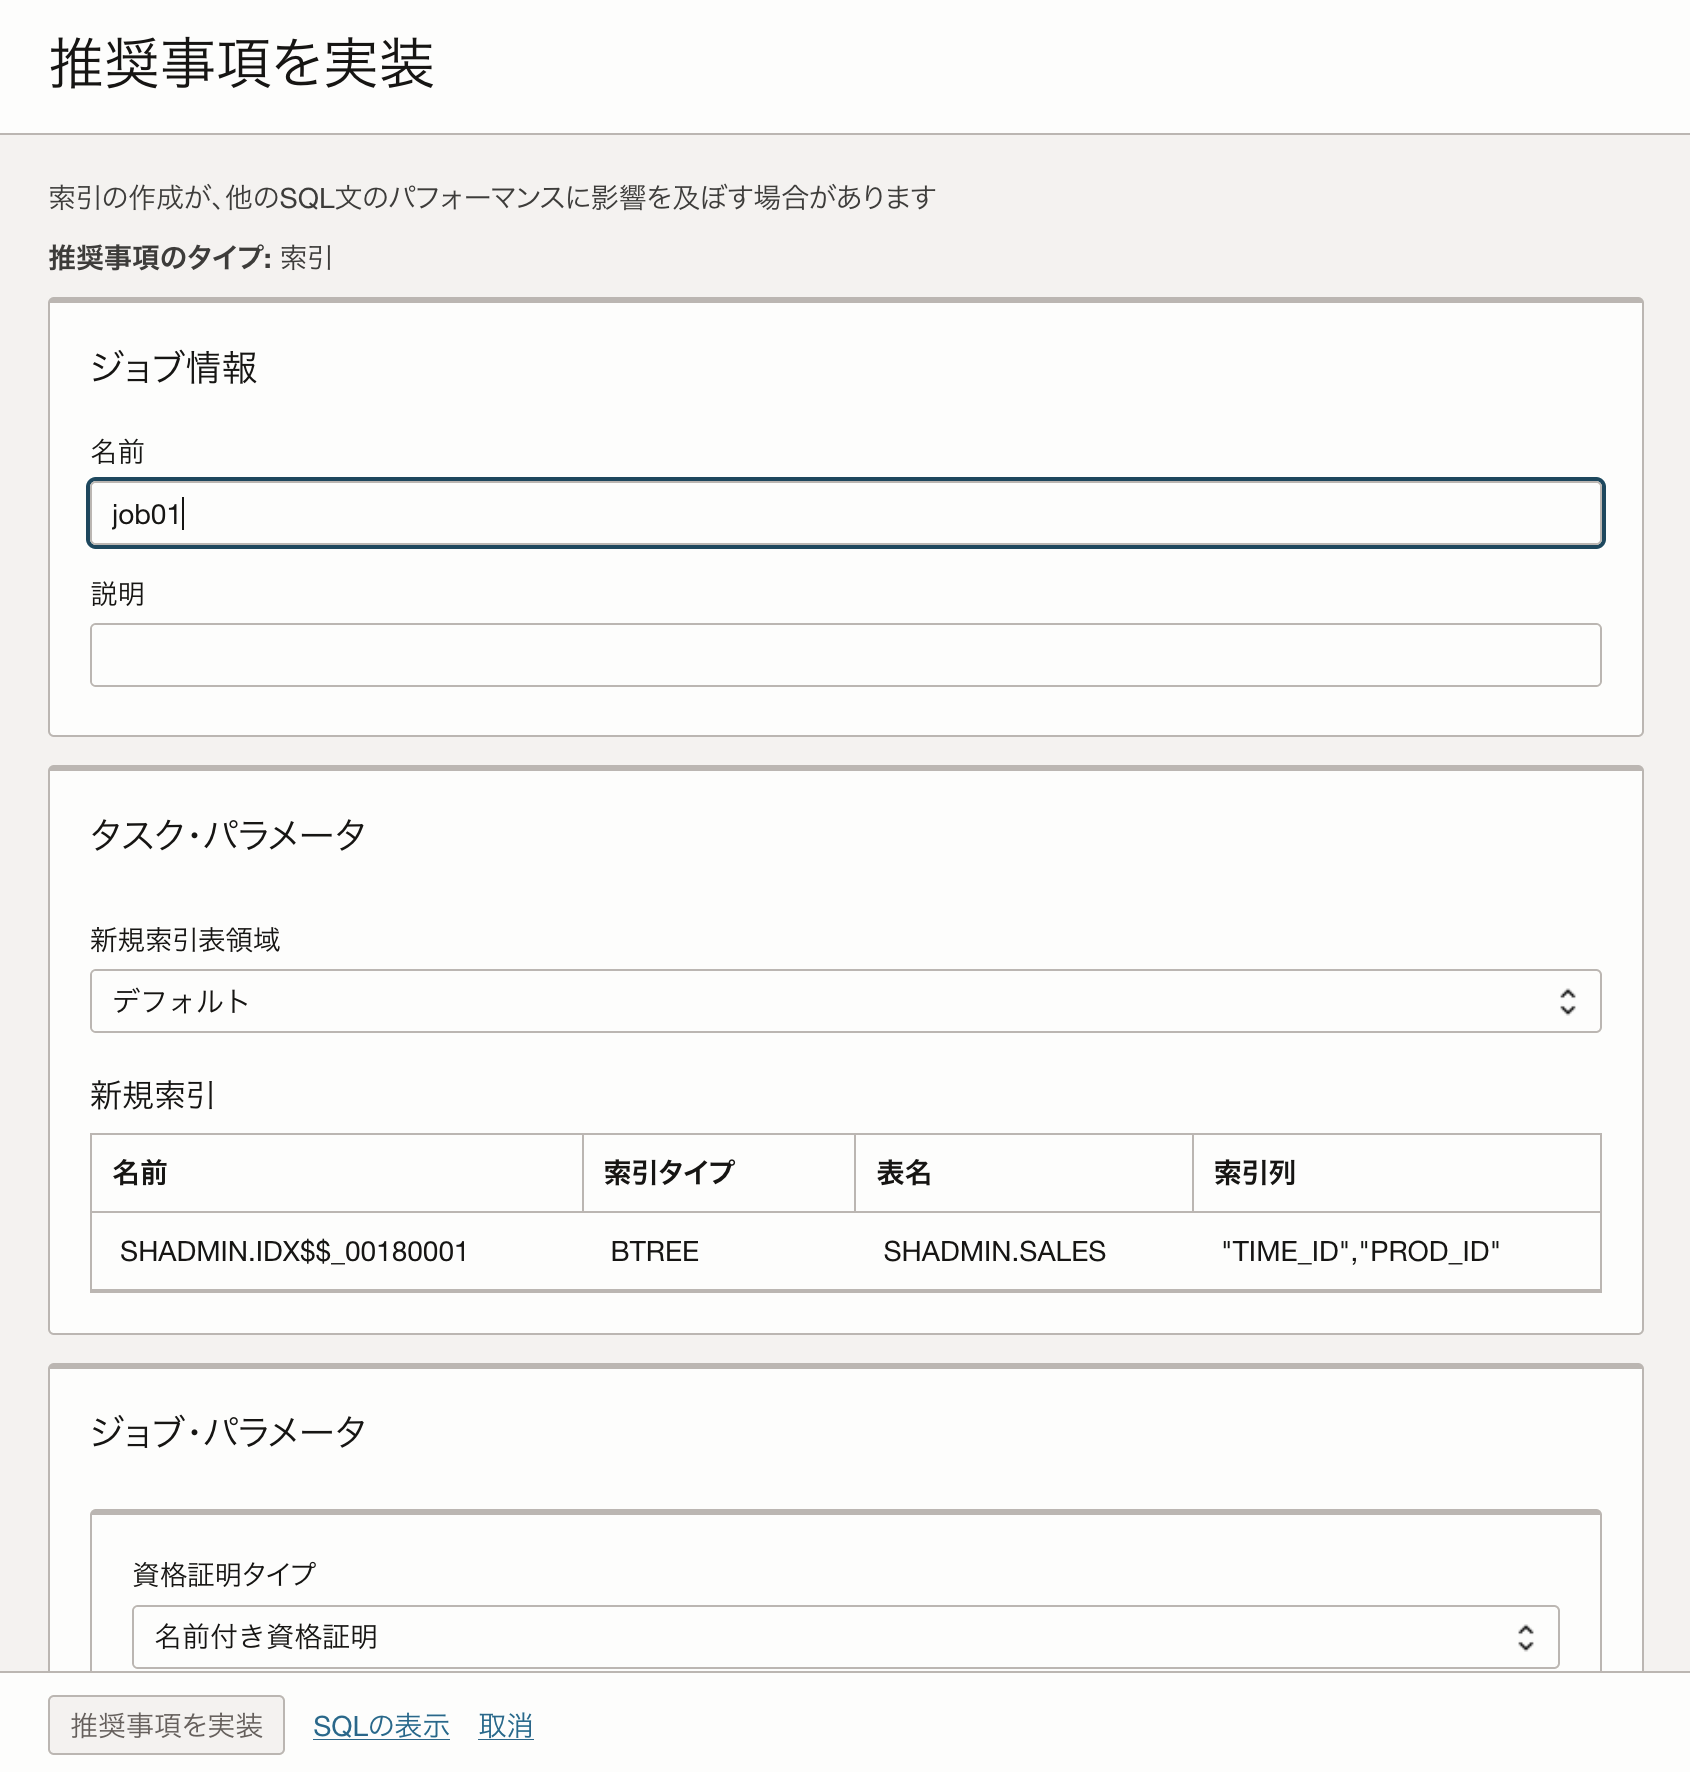 推奨事項を実装
索引の作成が、他のSQL文のパフォーマンスに影響を及ぼす場合があります
推奨事項のタイプ: 索引
ジョブ情報
名前
job01
説明
タスク・パラメータ
新規索引表領域
デフォルト
新規索引
名前 索引タイプ 表名 索引列
SHADMIN.IDX$$_00180001 BTREE SHADMIN.SALES "TIME_ID","PROD_ID"
ジョブ・パラメータ
資格証明タイプ
名前付き資格証明
推奨事項を実装 SQLの表示 取消